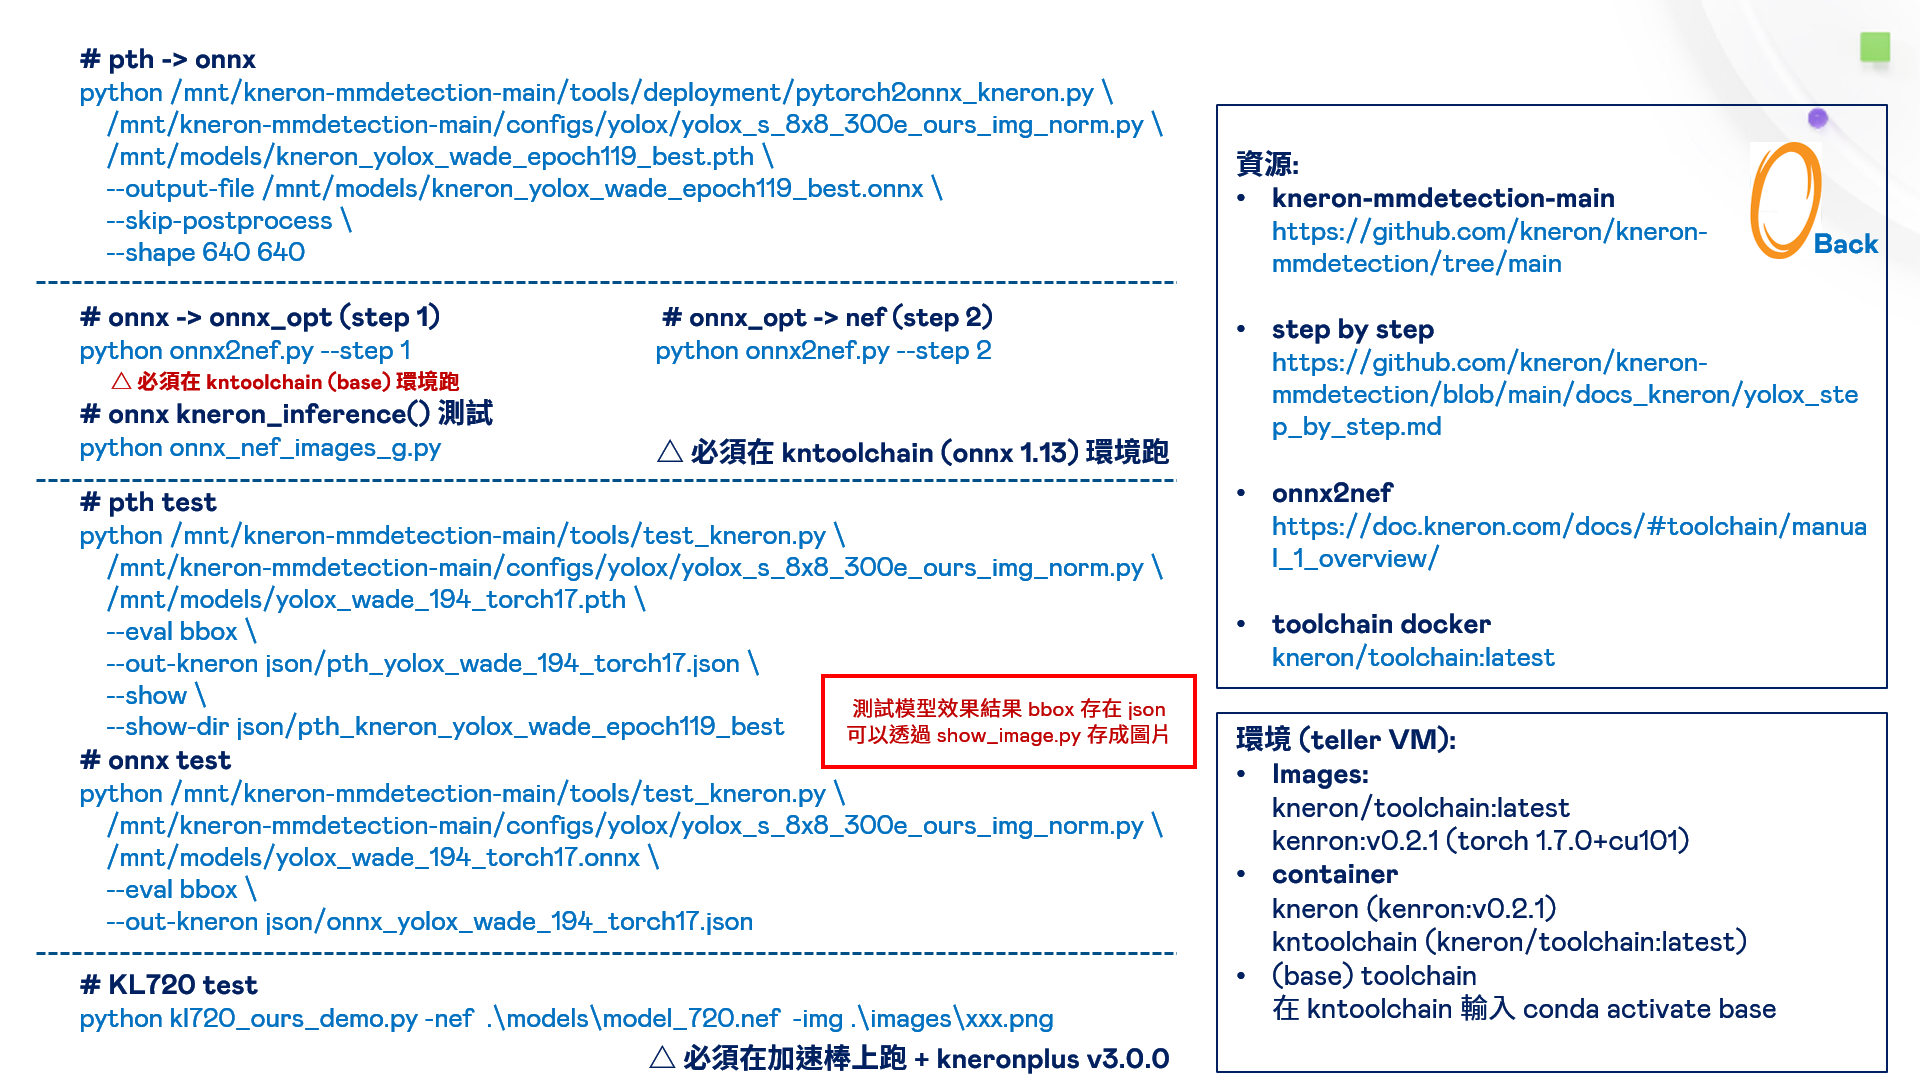 # pth -> onnx
python /mnt/kneron-mmdetection-main/tools/deployment/pytorch2onnx_kneron.py \
/mnt/kneron-mmdetection-main/configs/yolox/yolox_s_8x8_300e_ours_img_norm.py \
/mnt/models/kneron_yolox_wade_epoch119_best.pth \
--output-file /mnt/models/kneron_yolox_wade_epoch119_best.onnx \
--skip-postprocess \
--shape 640 640
# onnx -> onnx_opt (step 1)
python onnx2nef.py --step 1
△ 必須在 kntoolchain (base) 環境跑
# onnx kneron_inference() 測試
python onnx_nef_images_g.py
# onnx_opt -> nef (step 2)
python onnx2nef.py --step 2
△ 必須在 kntoolchain (onnx 1.13) 環境跑
# pth test
python /mnt/kneron-mmdetection-main/tools/test_kneron.py \
/mnt/kneron-mmdetection-main/configs/yolox/yolox_s_8x8_300e_ours_img_norm.py \
/mnt/models/yolox_wade_194_torch17.pth \
--eval bbox \
--out-kneron json/pth_yolox_wade_194_torch17.json \
--show \
--show-dir json/pth_kneron_yolox_wade_epoch119_best
# onnx test
python /mnt/kneron-mmdetection-main/tools/test_kneron.py \
/mnt/kneron-mmdetection-main/configs/yolox/yolox_s_8x8_300e_ours_img_norm.py \
/mnt/models/yolox_wade_194_torch17.onnx \
--eval bbox \
--out-kneron json/onnx_yolox_wade_194_torch17.json
測試模型效果結果 bbox 存在 json
可以透過 show_image.py 存成圖片
# KL720 test
python kl720_ours_demo.py -nef .\models\model_720.nef -img .\images\xxx.png
△ 必須在加速棒上跑 + kneronplus v3.0.0
資源:
• kneron-mmdetection-main
https://github.com/kneron/kneron-
mmdetection/tree/main
Back
• step by step
https://github.com/kneron/kneron-
mmdetection/blob/main/docs_kneron/yolox_ste
p_by_step.md
• onnx2nef
https://doc.kneron.com/docs/#toolchain/manua
l_1_overview/
• toolchain docker
kneron/toolchain:latest
環境 (teller VM):
• Images:
kneron/toolchain:latest
kenron:v0.2.1 (torch 1.7.0+cu101)
• container
kneron (kenron:v0.2.1)
kntoolchain (kneron/toolchain:latest)
• (base) toolchain
在 kntoolchain 輸入 conda activate base